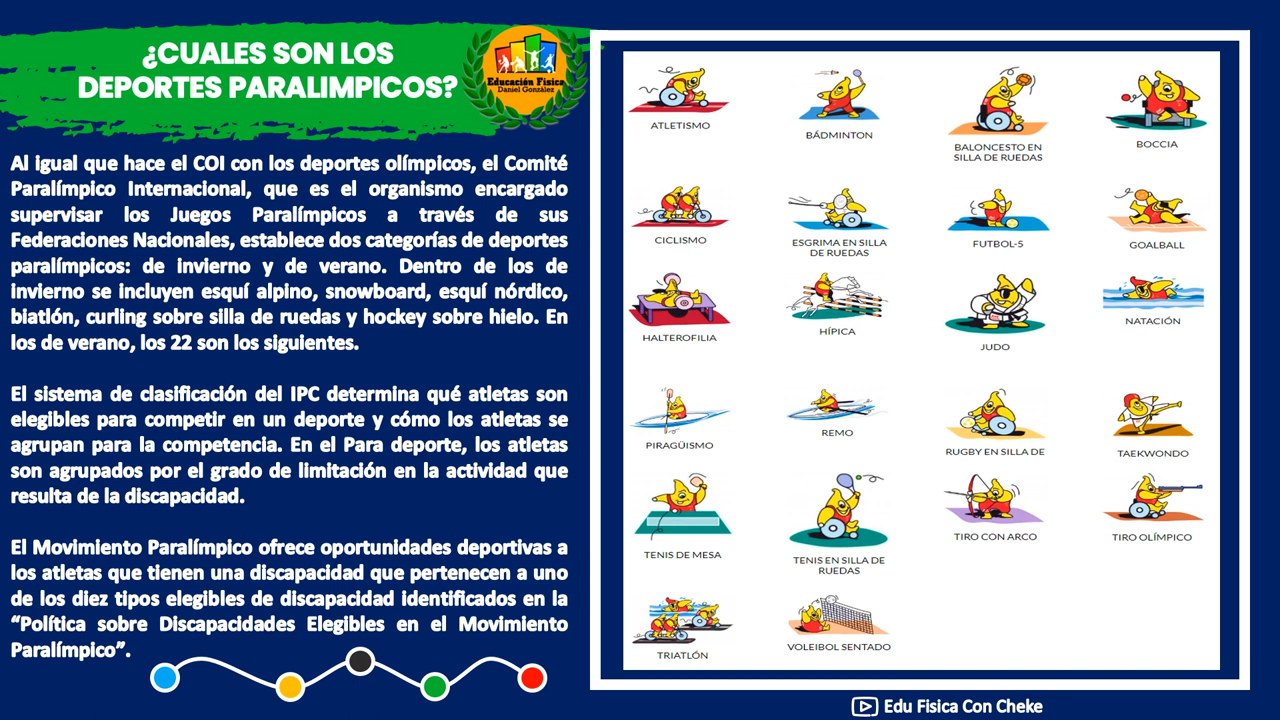 ¿CUALES SON LOS
DEPORTES PARALIMPICOS?
Educación Física
Daniel González
Al igual que hace el COI con los deportes olímpicos, el Comité
Paralímpico Internacional, que es el organismo encargado
supervisar los Juegos Paralímpicos a través de sus
Federaciones Nacionales, establece dos categorías de deportes
paralímpicos: de invierno y de verano. Dentro de los de
invierno se incluyen esquí alpino, snowboard, esquí nórdico,
biatlón, curling sobre silla de ruedas y hockey sobre hielo. En
los de verano, los 22 son los siguientes.
El sistema de clasificación del IPC determina qué atletas son
elegibles para competir en un deporte y cómo los atletas se
agrupan para la competencia. En el Para deporte, los atletas
son agrupados por el grado de limitación en la actividad que
resulta de la discapacidad.
El Movimiento Paralímpico ofrece oportunidades deportivas a
los atletas que tienen una discapacidad que pertenecen a uno
de los diez tipos elegibles de discapacidad identificados en la
“Política sobre Discapacidades Elegibles en el Movimiento
Paralímpico”.
ATLETISMO
BÁDMINTON
BALONCESTO EN
SILLA DE RUEDAS
BOCCIA
CICLISMO
ESGRIMA EN SILLA
DE RUEDAS
FUTBOL-5
GOALBALL
HALTEROFILIA
HÍPICA
JUDO
NATACIÓN
PIRAGÜISMO
REMO
RUGBY EN SILLA DE
TAEKWONDO
TENIS DE MESA
TENIS EN SILLA DE
RUEDAS
TIRO CON ARCO
TIRO OLÍMPICO
TRIATLÓN
VOLEIBOL SENTADO
Edu Fisica Con Cheke